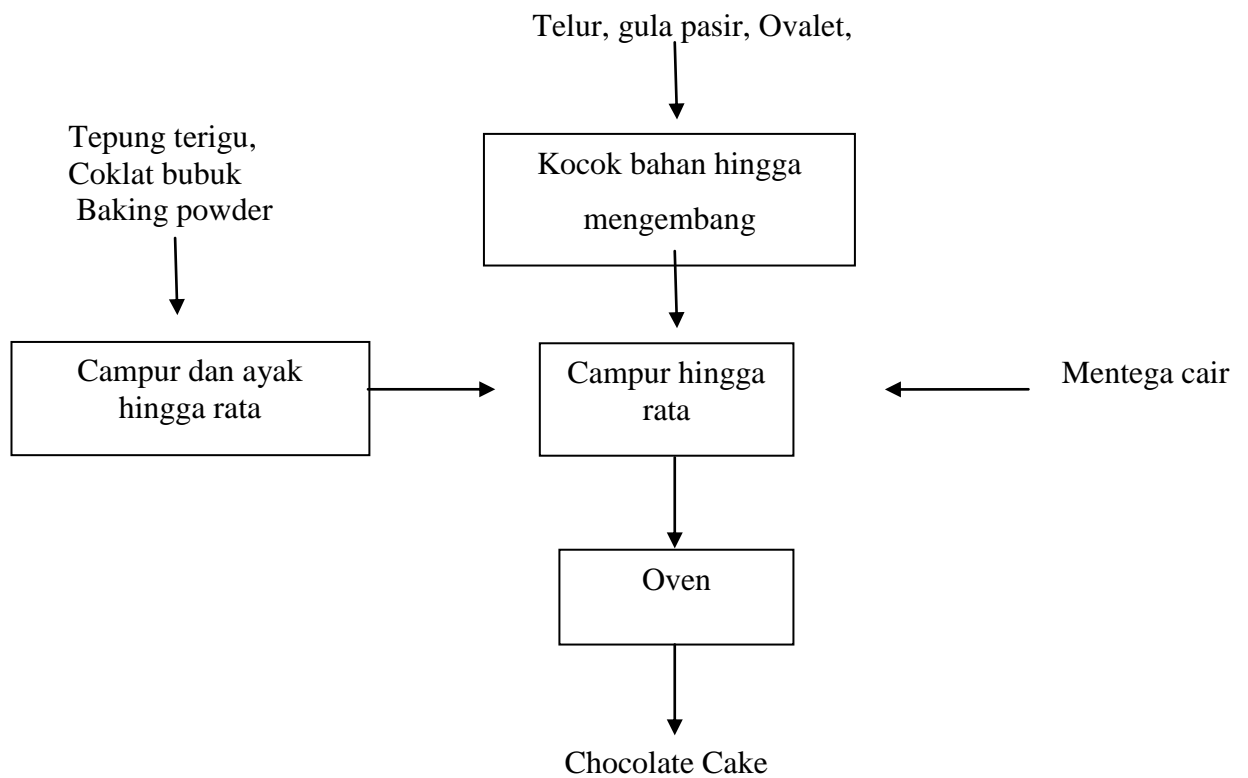 Telur, gula pasir, Ovalet,
Tepung terigu,
Coklat bubuk
Baking powder
Kocok bahan hingga
mengembang
Campur dan ayak
hingga rata
Campur hingga
rata
Mentega cair
Oven
Chocolate Cake